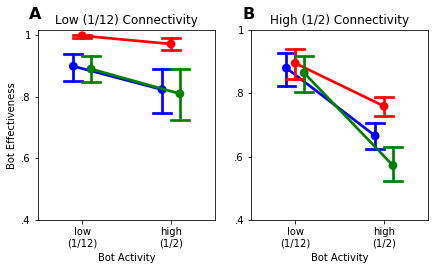 A
Low (1/12) Connectivity
Bot Effectiveness
1
.8
.6
.4
low
(1/12)
high
(1/2)
Bot Activity
B
High (1/2) Connectivity
1
.8
.6
.4
low
(1/12)
high
(1/2)
Bot Activity